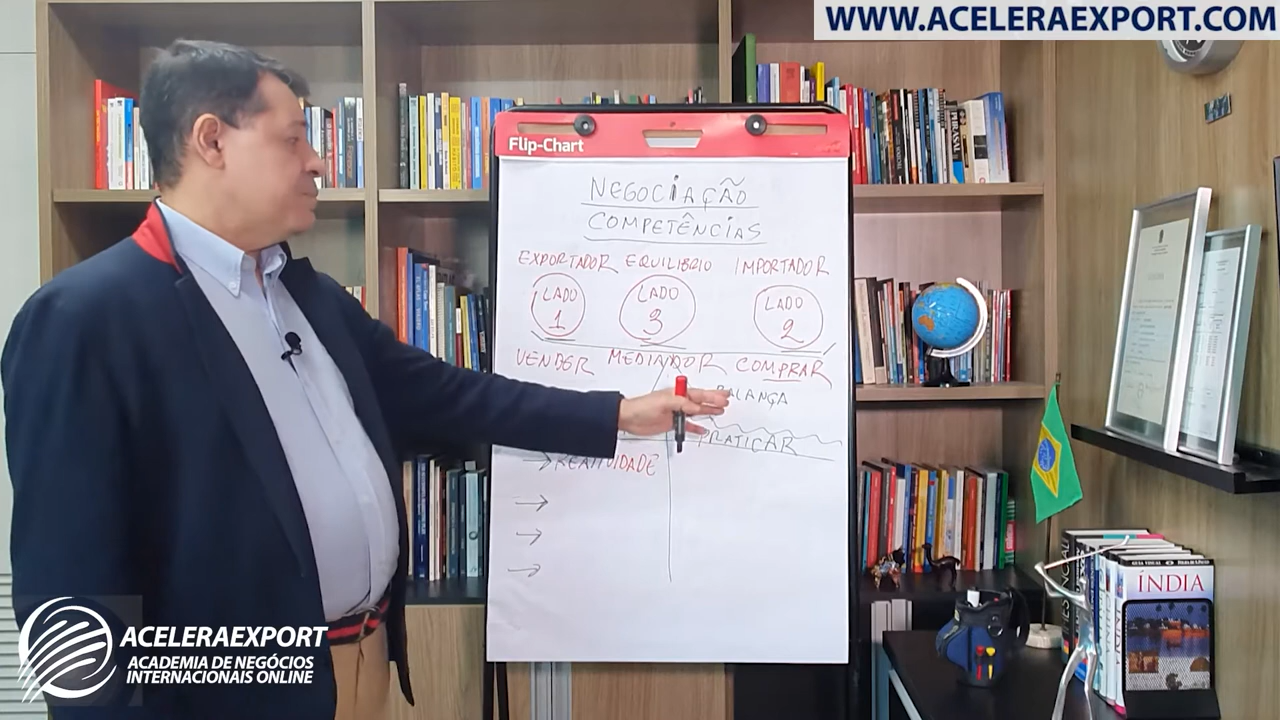 WWW.ACELERAEXPORT.COM
Flip-Chart
NEGOCIAÇÃO
COMPETÊNCIAS
EXPORTADOR EQUILIBRIO IMPORTADOR
LADO 1
LADO 3
LADO 2
VENDER MEDIADOR COMPRAR
BALANÇA
PRATICAR
ÍNDIA
ACELERAEXPORT
ACADEMIA DE NEGÓCIOS
INTERNACIONAIS ONLINE